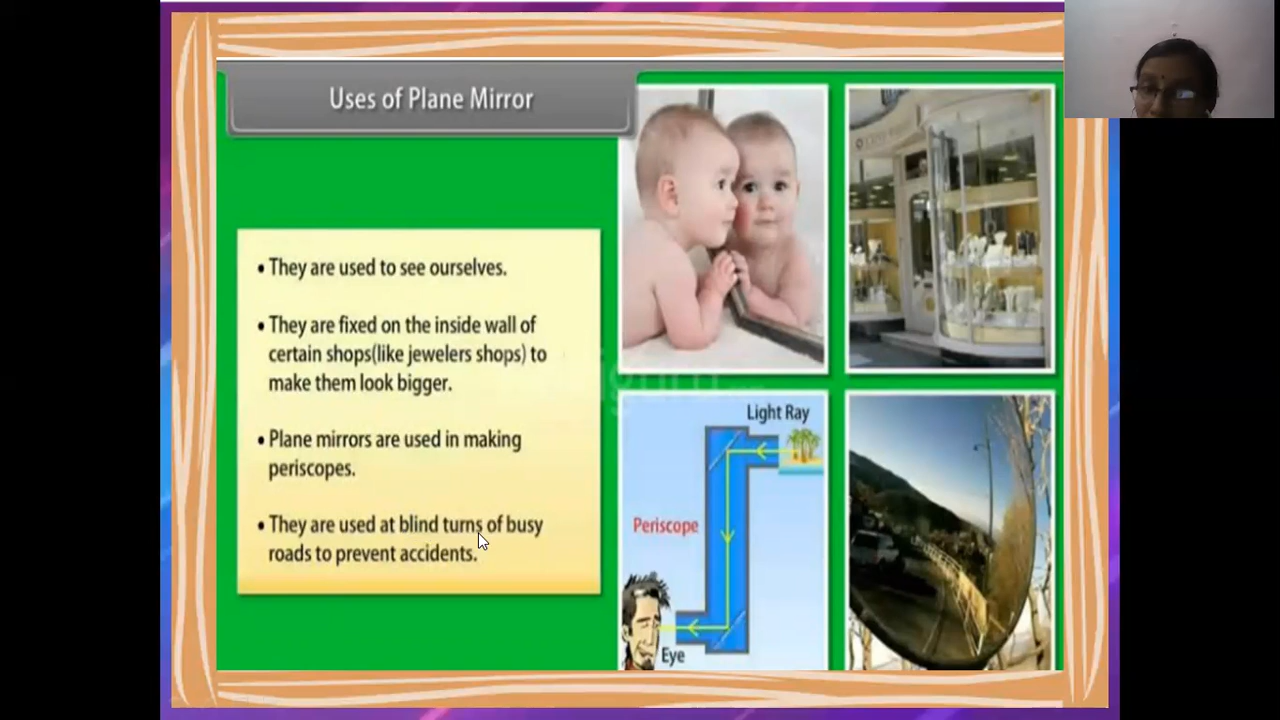 Uses of Plane Mirror
• They are used to see ourselves.
• They are fixed on the inside wall of
certain shops(like jewelers shops) to
make them look bigger.
• Plane mirrors are used in making
periscopes.
• They are used at blind turns of busy
roads to prevent accidents.
Light Ray
Periscope
Eye